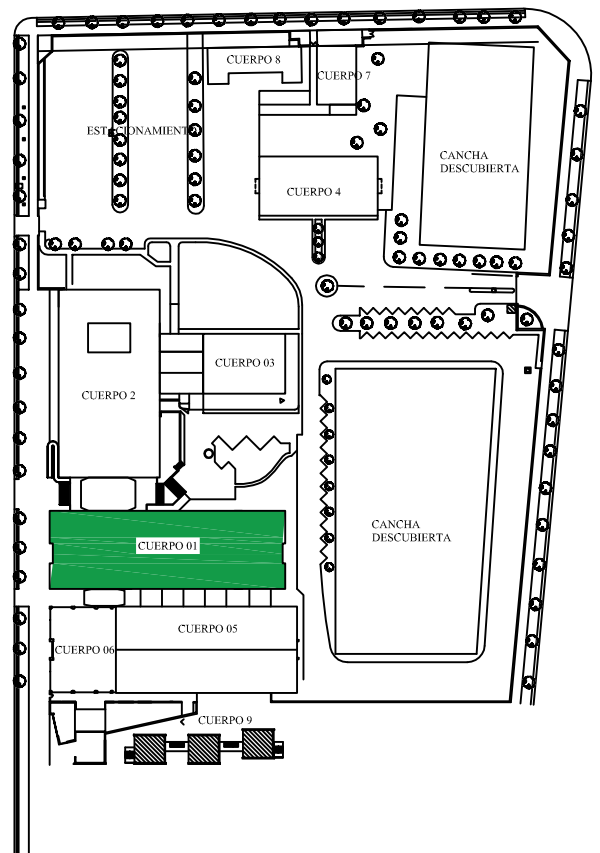 CUERPO 8
CUERPO 7
ESTACIONAMIENTO
CANCHA
DESCUBIERTA
CUERPO 4
CUERPO 03
CUERPO 2
CANCHA
DESCUBIERTA
CUERPO 01
CUERPO 05
CUERPO 06
CUERPO 9